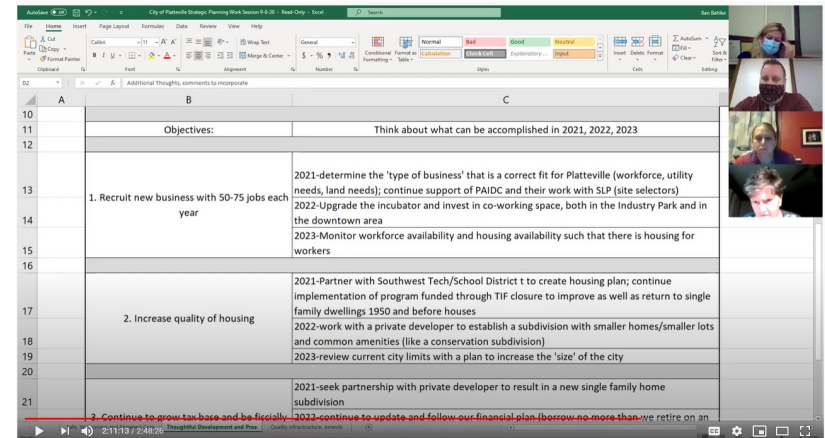 AutoSave Off
City of Platteville Strategic Planning Work Session 9-8-20 - Read-Only - Excel
Search
Ben Behlke
File Home Insert Page Layout Formulas Data Review View Help
Cut
Copy
Format Painter
Paste
Clipboard
Calibri 11
B I U
Font
Wrap Text
Merge & Center
Alignment
General
$ % 9
Number
Conditional Formatting
Format as Table
Normal Bad Good Neutral
Calculation Check Cell Explanatory ... Input
Styles
Insert Delete Format
Cells
AutoSum
Fill
Clear
Sort &
Filter
Editing
D2 fx Additional Thoughts, comments to incorporate
A B C
10
11 Objectives: Think about what can be accomplished in 2021, 2022, 2023
12
13
1. Recruit new business with 50-75 jobs each
year
2021-determine the 'type of business' that is a correct fit for Platteville (workforce, utility
needs, land needs); continue support of PAIDC and their work with SLP (site selectors)
14
2022-Upgrade the incubator and invest in co-working space, both in the Industry Park and in
the downtown area
15
2023-Monitor workforce availability and housing availability such that there is housing for
workers
16
17
2. Increase quality of housing
2021-Partner with Southwest Tech/School District t to create housing plan; continue
implementation of program funded through TIF closure to improve as well as return to single
family dwellings 1950 and before houses
18
2022-work with a private developer to establish a subdivision with smaller homes/smaller lots
and common amenities (like a conservation subdivision)
19
2023-review current city limits with a plan to increase the 'size' of the city
20
21
2021-seek partnership with private developer to result in a new single family home
subdivision
3. Continue to grow tax base and be fiscally
2022-continue to update and follow our financial plan (borrow no more than we retire on an
Thoughtful Development and Pros
Quality Infrastructure, Amenit
2:11:13 / 2:48:26
CC